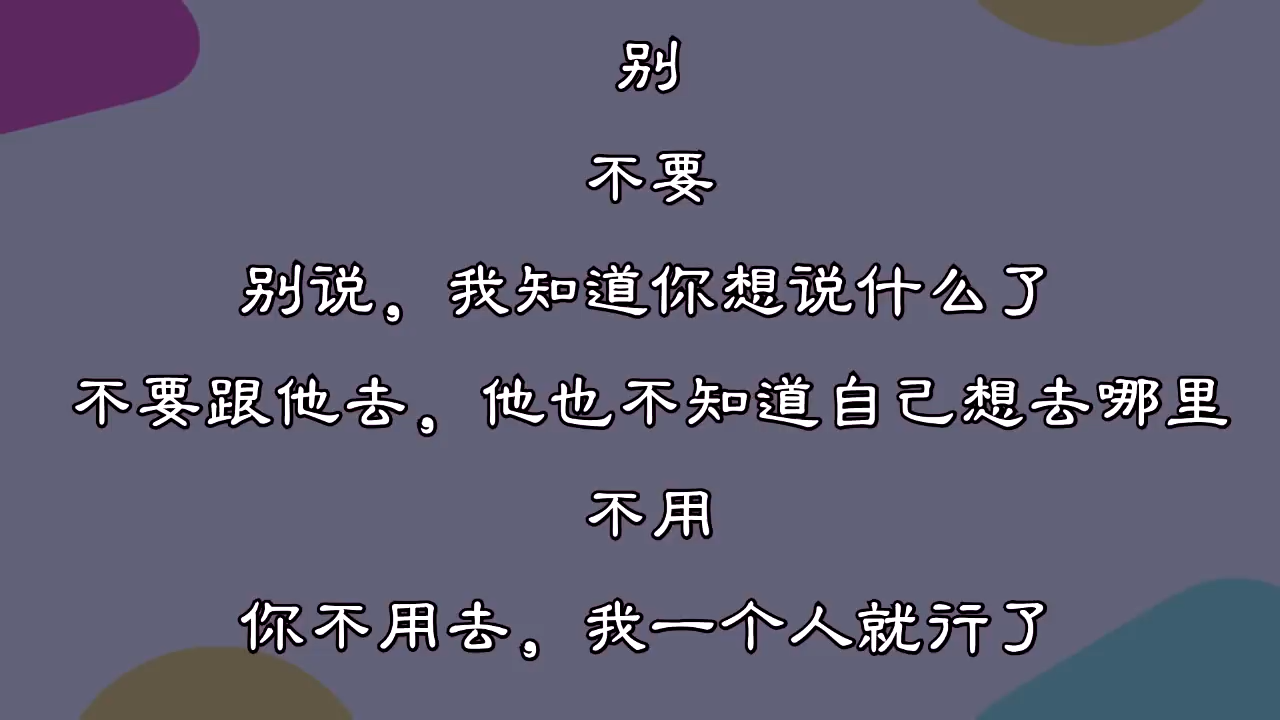 别
不要
别说，我知道你想说什么了
不要跟他去，他也不知道自己想去哪里
不用
你不用去，我一个人就行了